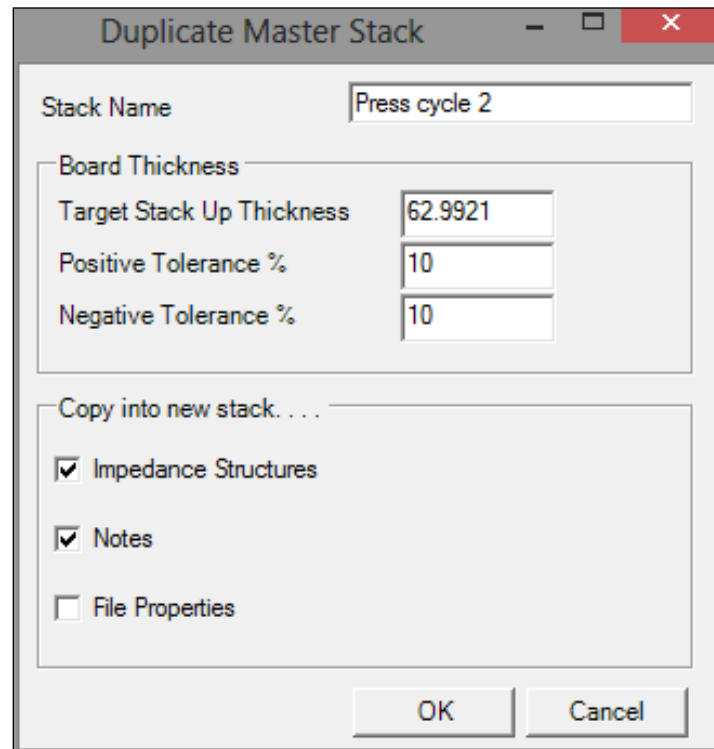 Duplicate Master Stack
Stack Name Press cycle 2
Board Thickness
Target Stack Up Thickness 62.9921
Positive Tolerance % 10
Negative Tolerance % 10
Copy into new stack. . . .
Impedance Structures
Notes
File Properties
OK Cancel